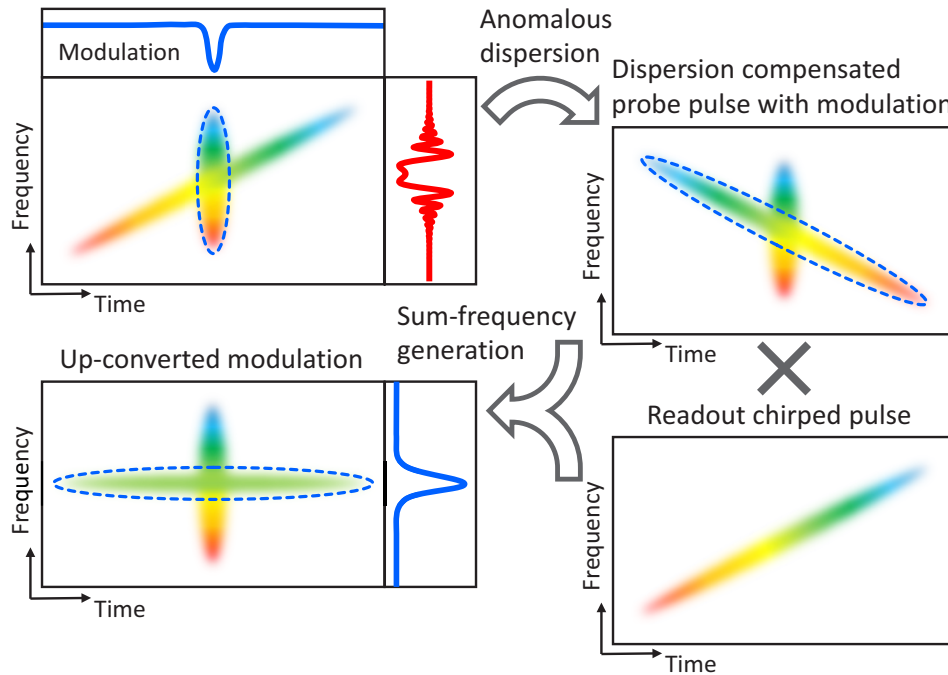 Modulation
Frequency
Time
Anomalous
dispersion
Dispersion compensated
probe pulse with modulation
Frequency
Time
Sum-frequency
generation
Up-converted modulation
Frequency
Time
Readout chirped pulse
Frequency
Time